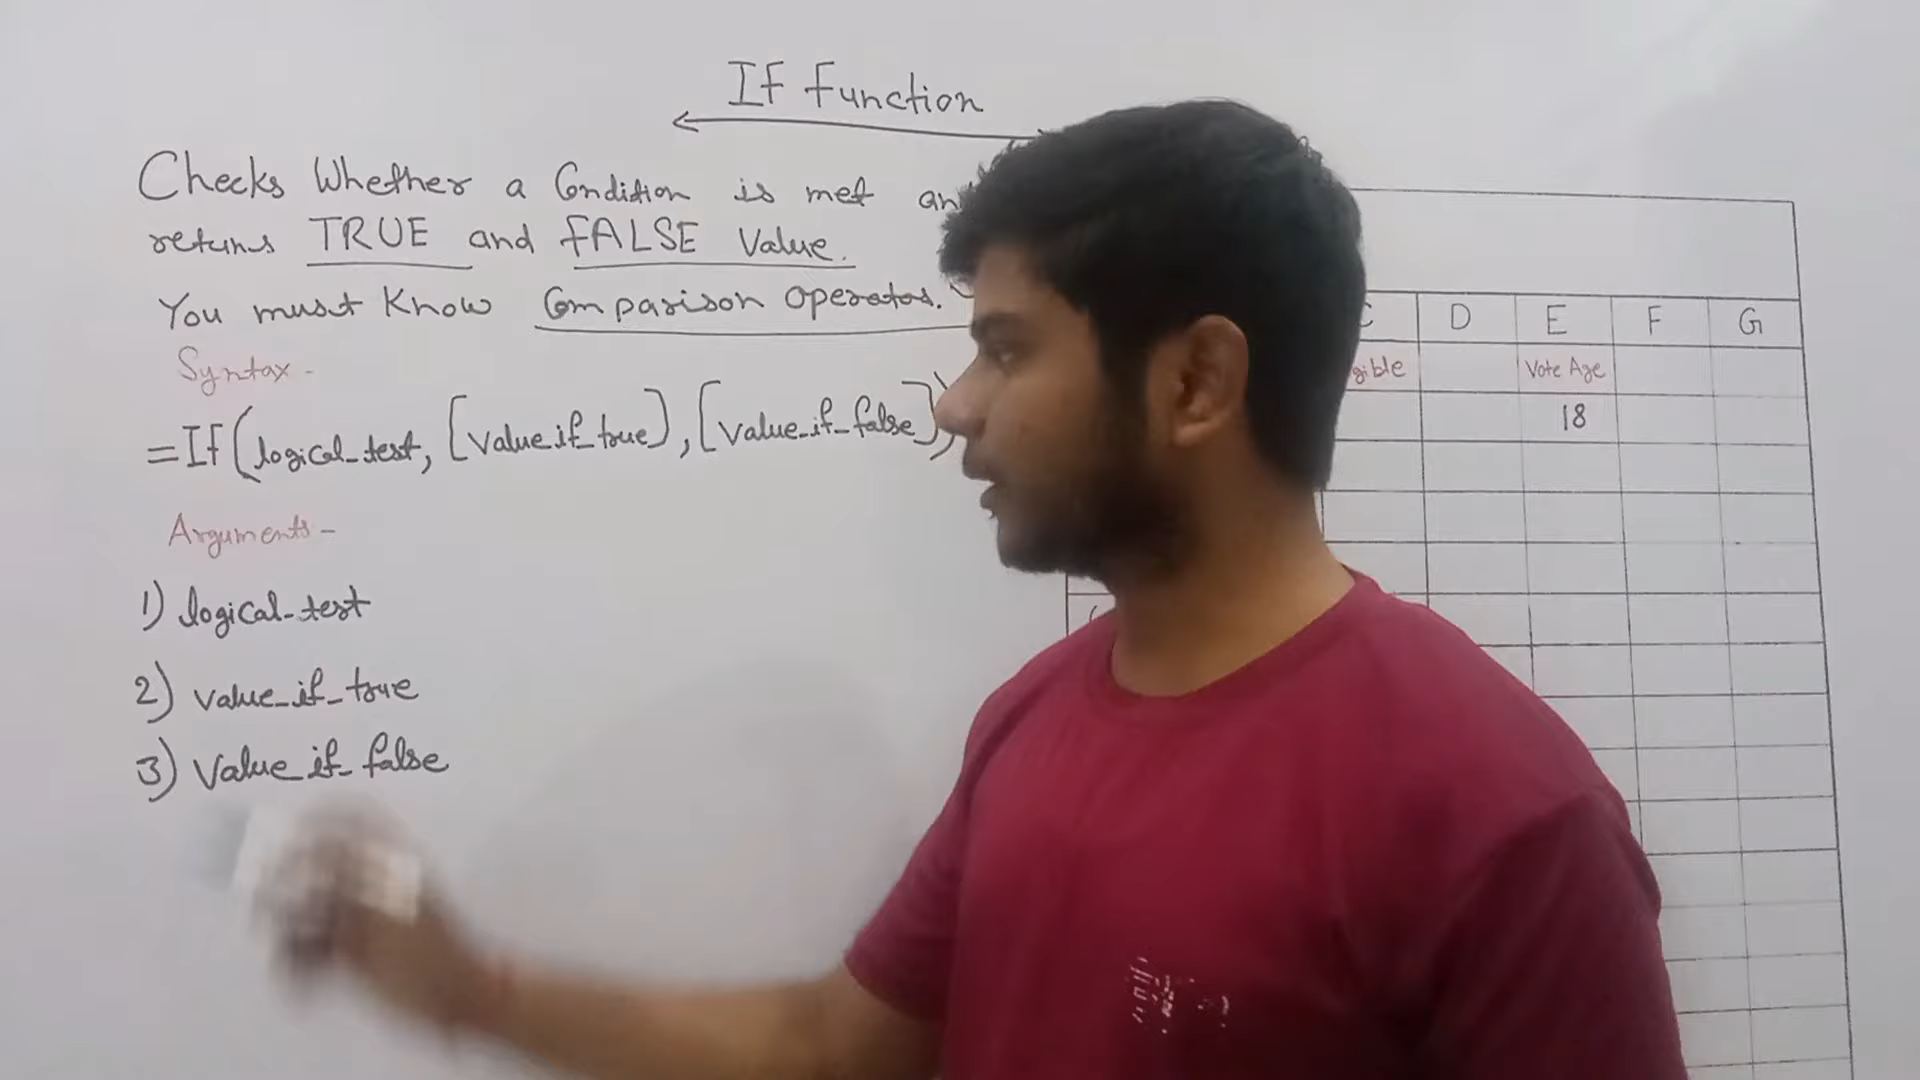 If Function
Checks Whether a Condition is met
returns TRUE and FALSE Value.
You must Know Comparison Operators.
Syntax -
=If(logical_test, [value_if_true], [value_if_false])
Arguments -
1) logical_test
2) value_if_true
3) Value_if_false
D E F G
Vote Age
18